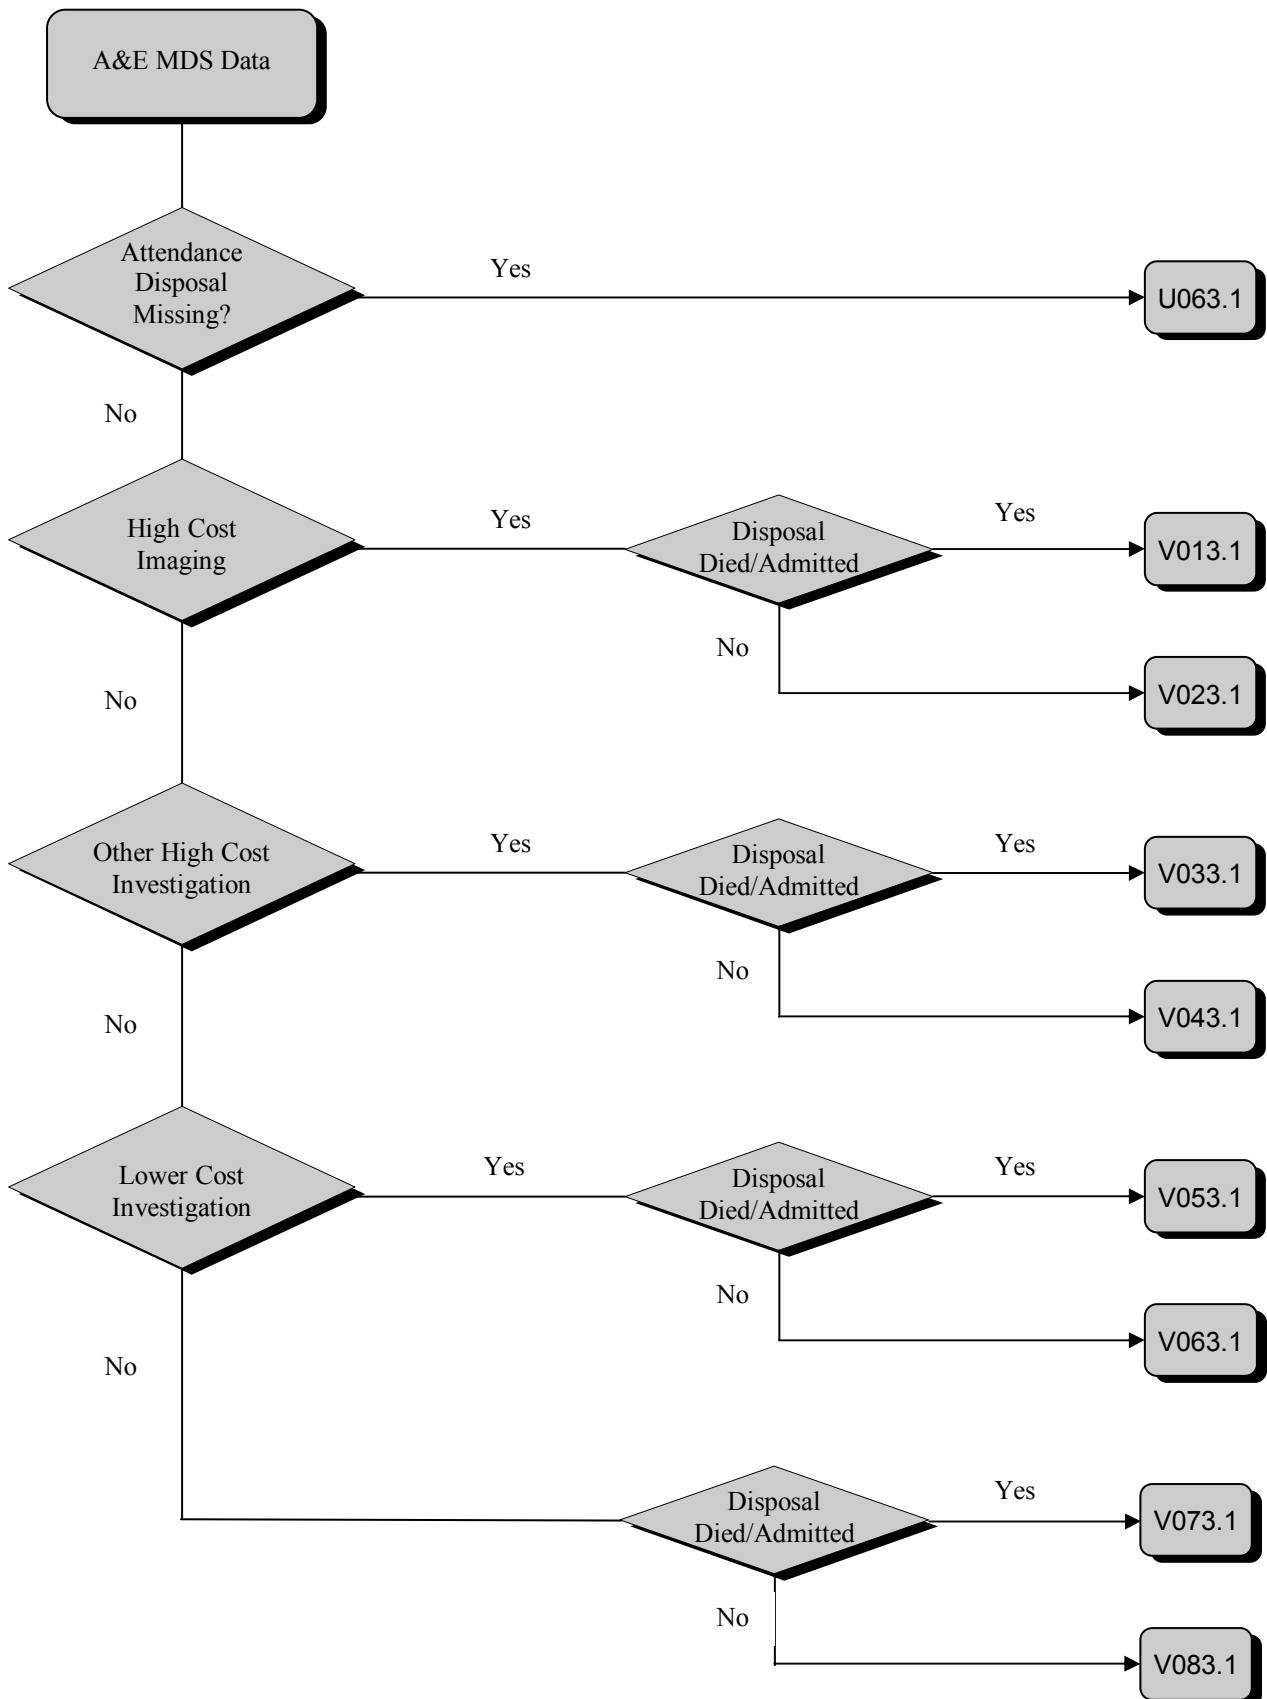 A&E MDS Data
Attendance
Disposal
Missing?
Yes
U063.1
No
High Cost
Imaging
Yes
Disposal
Died/Admitted
Yes
V013.1
No
V023.1
No
Other High Cost
Investigation
Yes
Disposal
Died/Admitted
Yes
V033.1
No
V043.1
No
Lower Cost
Investigation
Yes
Disposal
Died/Admitted
Yes
V053.1
No
V063.1
No
Disposal
Died/Admitted
Yes
V073.1
No
V083.1